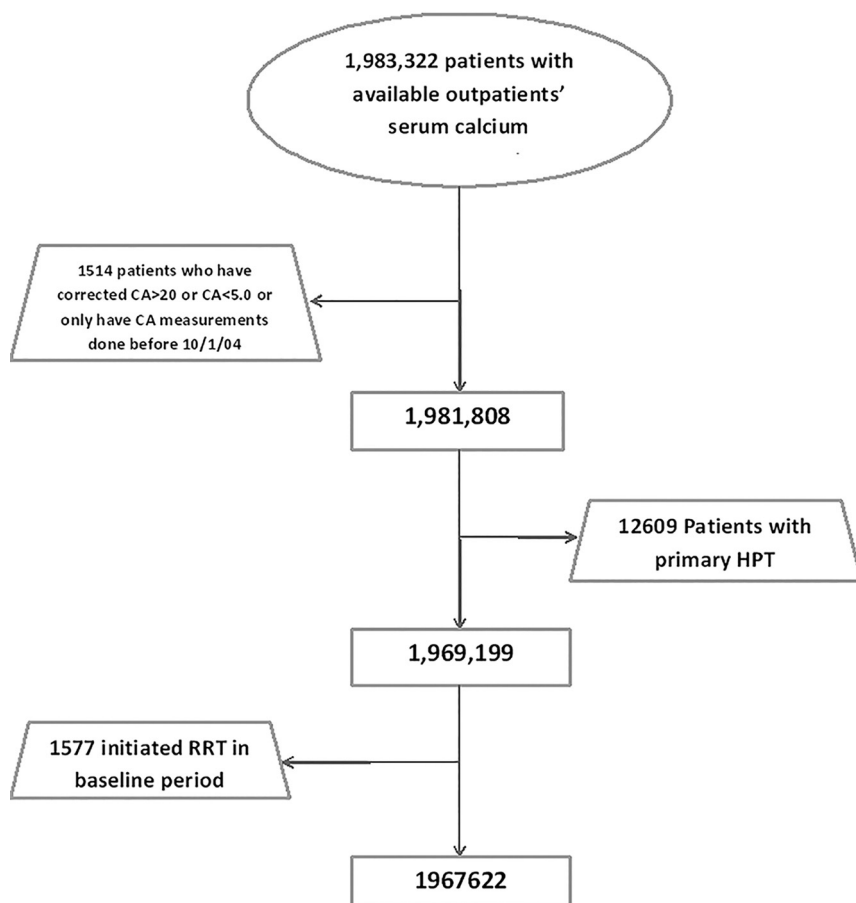 1,983,322 patients with
available outpatients’
serum calcium
1514 patients who have
corrected CA>20 or CA<5.0 or
only have CA measurements
done before 10/1/04
1,981,808
12609 Patients with
primary HPT
1,969,199
1577 initiated RRT in
baseline period
1967622